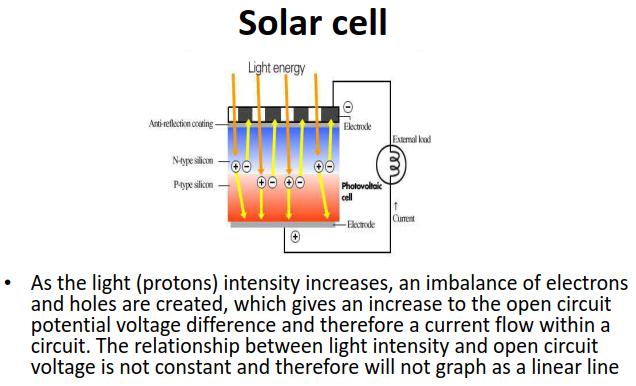 Solar cell
Light energy
Anti-reflection coating
Electrode
External load
N-type silicon
P-type silicon
Photovoltaic
cell
↑
Current
Electrode
• As the light (protons) intensity increases, an imbalance of electrons
and holes are created, which gives an increase to the open circuit
potential voltage difference and therefore a current flow within a
circuit. The relationship between light intensity and open circuit
voltage is not constant and therefore will not graph as a linear line